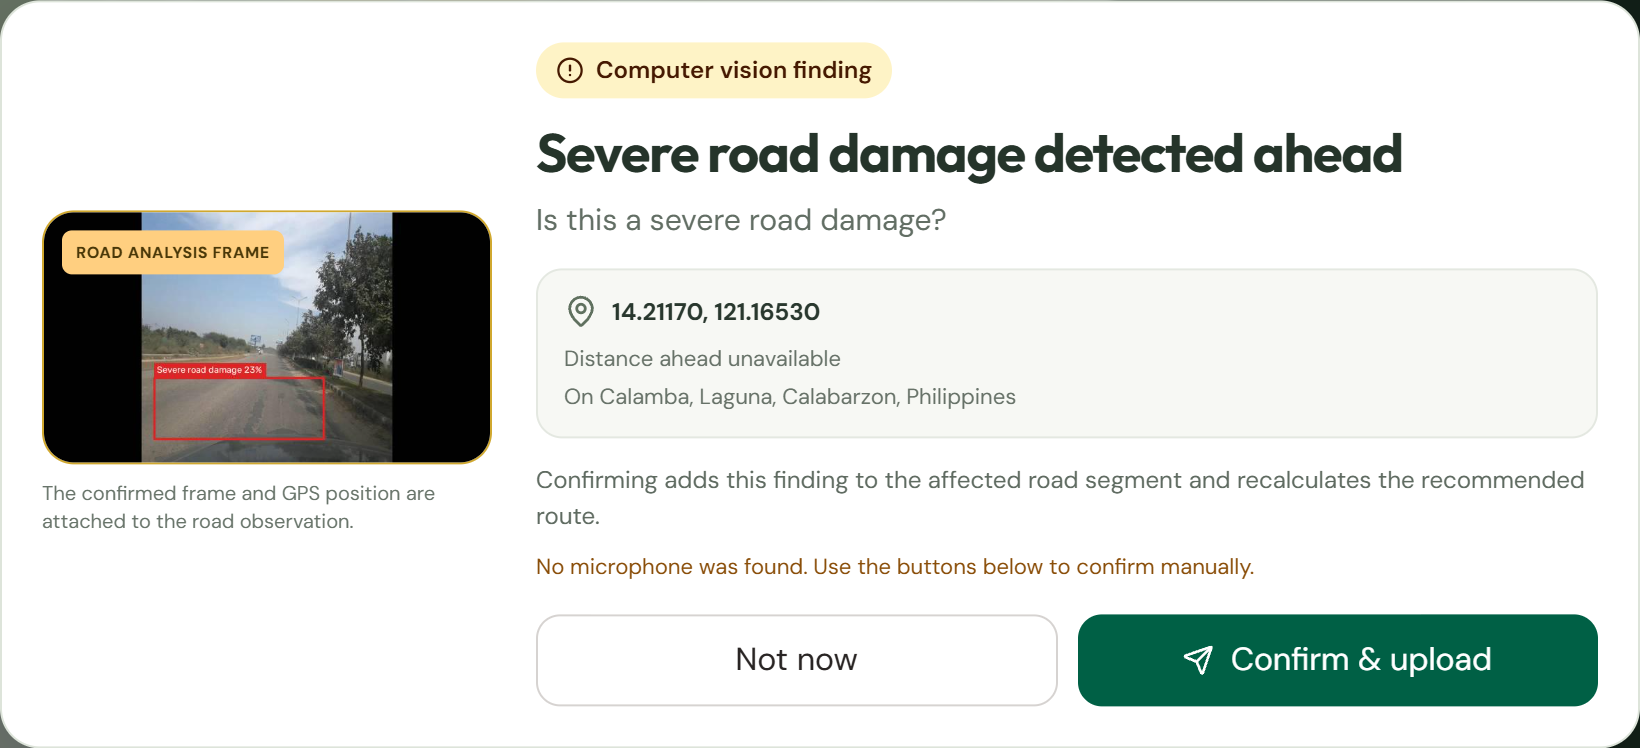 Computer vision finding
Severe road damage detected ahead
Is this a severe road damage?
ROAD ANALYSIS FRAME
Severe road damage 23%
The confirmed frame and GPS position are
attached to the road observation.
14.21170, 121.16530
Distance ahead unavailable
On Calamba, Laguna, Calabarzon, Philippines
Confirming adds this finding to the affected road segment and recalculates the recommended
route.
No microphone was found. Use the buttons below to confirm manually.
Not now
Confirm & upload